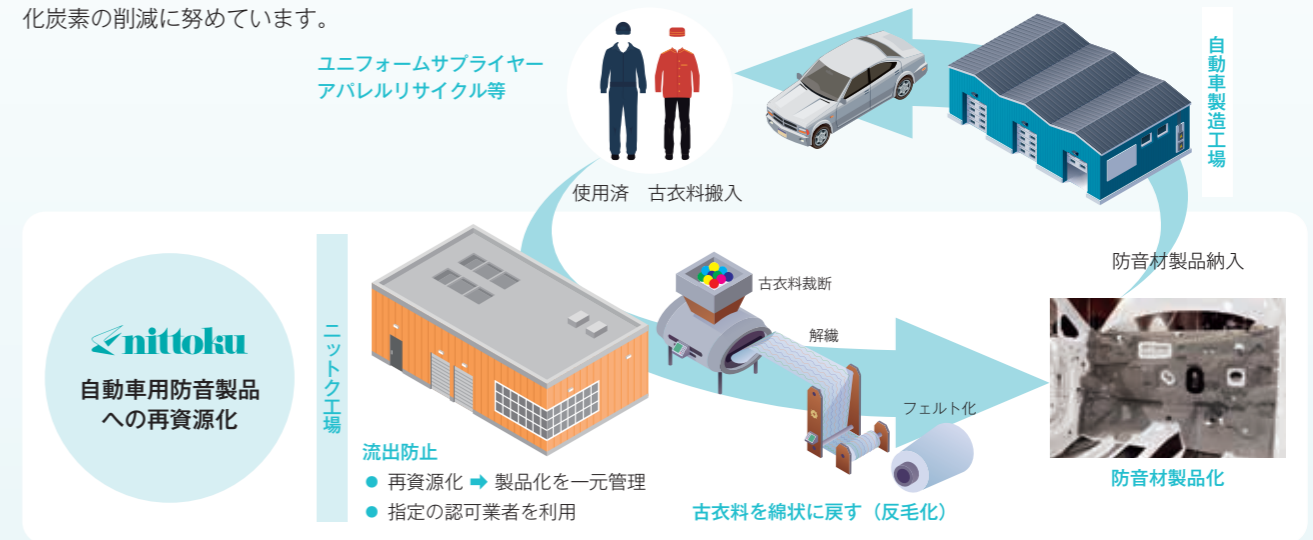 化炭素の削減に努めています。
ユニフォームサプライヤー
アパレルリサイクル等
自動車製造工場
使用済　古衣料搬入
防音材製品納入
nittoku
自動車用防音製品
への再資源化
ニットク工場
古衣料裁断
解繊
フェルト化
流出防止
● 再資源化 ➡ 製品化を一元管理
● 指定の認可業者を利用
古衣料を綿状に戻す（反毛化）
防音材製品化